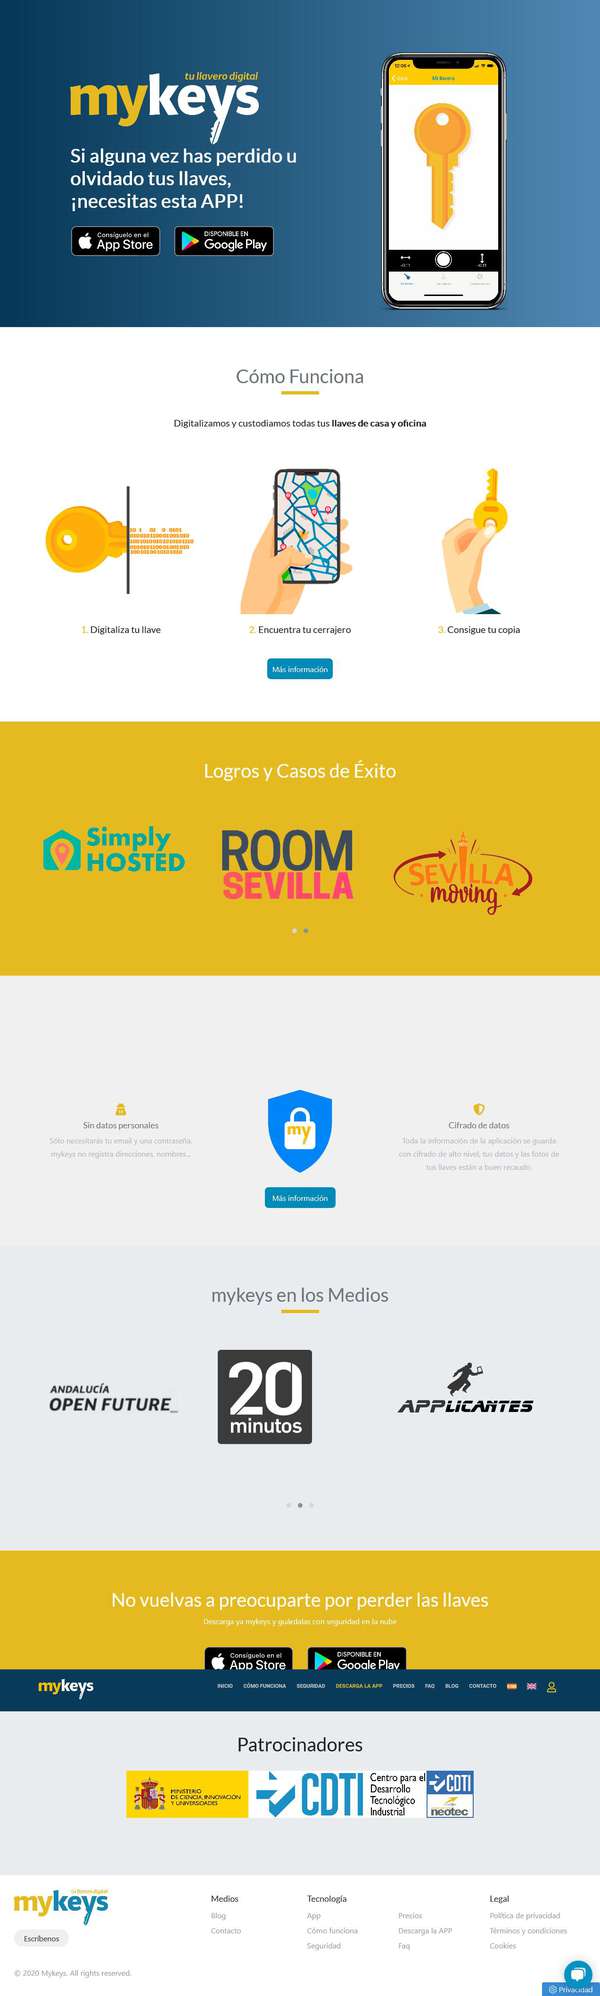 tu llavero digital
mykeys
Si alguna vez has perdido u
olvidado tus llaves,
¡necesitas esta APP!
Consíguelo en el
App Store
DISPONIBLE EN
Google Play
12:06
Mi llavero
Cómo Funciona
Digitalizamos y custodiamos todas tus llaves de casa y oficina
1. Digitaliza tu llave
2. Encuentra tu cerrajero
3. Consigue tu copia
Más información
Logros y Casos de Éxito
Simply
HOSTED
ROOM
SEVILLA
SEVILLA
moving
Sin datos personales
Sólo necesitarás tu email y una contraseña,
mykeys no registra direcciones, nombres...
my
Cifrado de datos
Toda la información de la aplicación se guarda
con cifrado de alto nivel, tus datos y las fotos de
tus llaves están a buen recaudo.
Más información
mykeys en los Medios
ANDALUCÍA
OPEN FUTURE_
20
minutos
APPLICANTES
No vuelvas a preocuparte por perder las llaves
Descarga ya mykeys y guárdalas con seguridad en la nube
Consíguelo en el
App Store
DISPONIBLE EN
Google Play
mykeys
INICIO
CÓMO FUNCIONA
SEGURIDAD
DESCARGA LA APP
PRECIOS
FAQ
BLOG
CONTACTO
Patrocinadores
MINISTERIO
DE CIENCIA, INNOVACIÓN
Y UNIVERSIDADES
CDTI
Centro para el
Desarrollo
Tecnológico
Industrial
CDTI
neotec
tu llavero digital
mykeys
Escríbenos
© 2020 Mykeys. All rights reserved.
Medios
Blog
Contacto
Tecnología
App
Cómo funciona
Seguridad
Precios
Descarga la APP
Faq
Legal
Política de privacidad
Términos y condiciones
Cookies
Privacidad